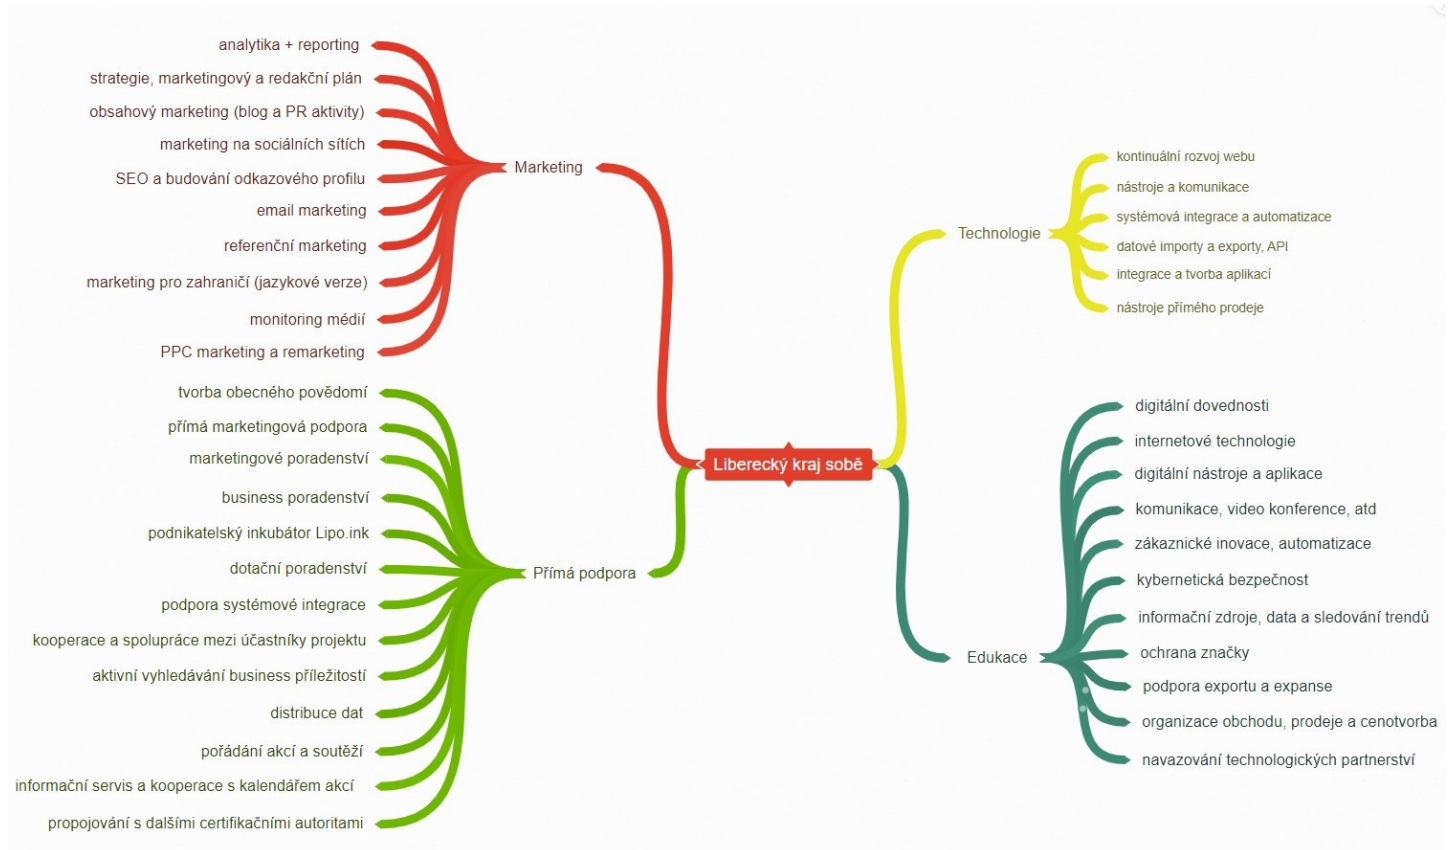 analytika + reporting
strategie, marketingový a redakční plán
obsahový marketing (blog a PR aktivity)
marketing na sociálních sítích
SEO a budování odkazového profilu
email marketing
referenční marketing
marketing pro zahraničí (jazykové verze)
monitoring médií
PPC marketing a remarketing
Marketing
tvorba obecného povědomí
přímá marketingová podpora
marketingové poradenství
business poradenství
podnikatelský inkubátor Lipo.ink
dotační poradenství
podpora systémové integrace
kooperace a spolupráce mezi účastníky projektu
aktivní vyhledávání business příležitostí
distribuce dat
pořádání akcí a soutěží
informační servis a kooperace s kalendářem akcí
propojování s dalšími certifikačními autoritami
Přímá podpora
Liberecký kraj sobě
Technologie
kontinuální rozvoj webu
nástroje a komunikace
systémová integrace a automatizace
datové importy a exporty, API
integrace a tvorba aplikací
nástroje přímého prodeje
Edukace
digitální dovednosti
internetové technologie
digitální nástroje a aplikace
komunikace, video konference, atd
zákaznické inovace, automatizace
kybernetická bezpečnost
informační zdroje, data a sledování trendů
ochrana značky
podpora exportu a expanse
organizace obchodu, prodeje a cenotvorba
navazování technologických partnerství